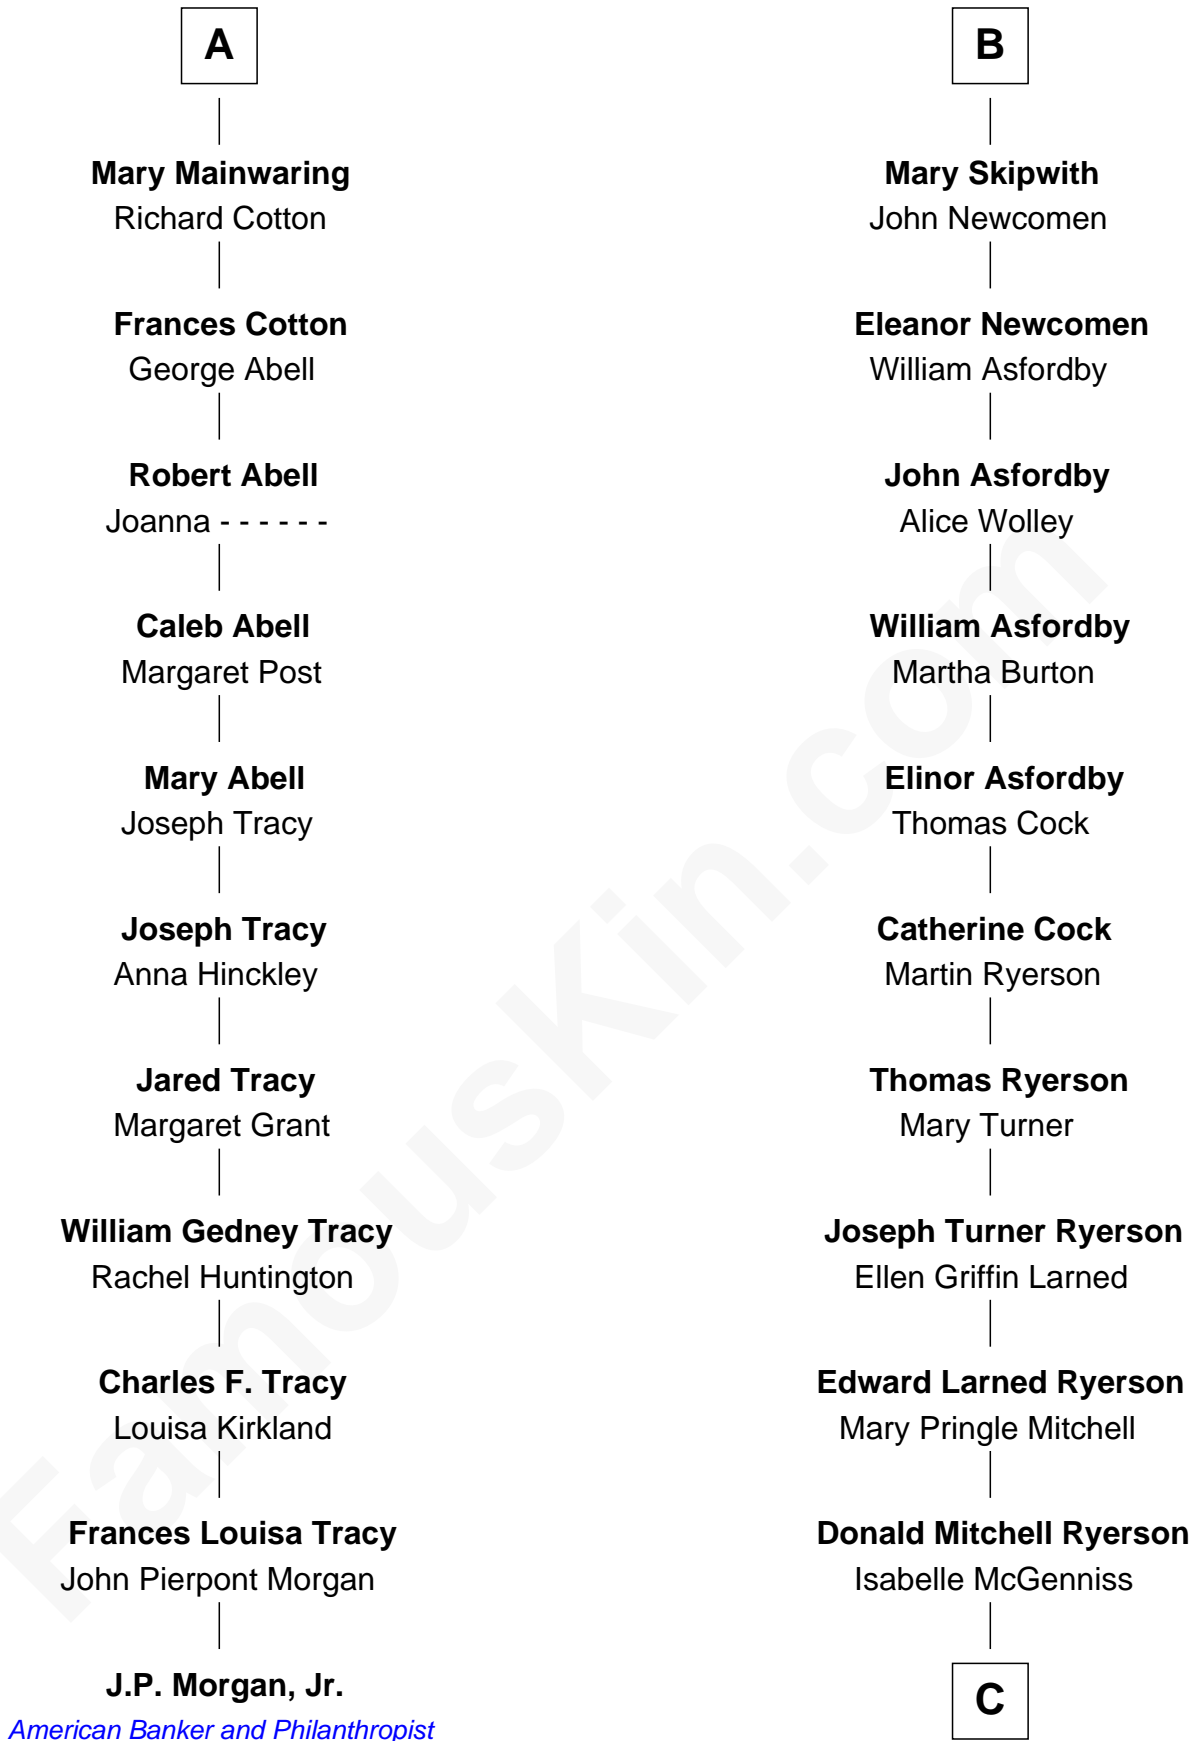 A
Mary Mainwaring
Richard Cotton
Frances Cotton
George Abell
Robert Abell
Joanna - - - - - -
Caleb Abell
Margaret Post
Mary Abell
Joseph Tracy
Joseph Tracy
Anna Hinckley
Jared Tracy
Margaret Grant
William Gedney Tracy
Rachel Huntington
Charles F. Tracy
Louisa Kirkland
Frances Louisa Tracy
John Pierpont Morgan
J.P. Morgan, Jr.
American Banker and Philanthropist
B
Mary Skipwith
John Newcomen
Eleanor Newcomen
William Asfordby
John Asfordby
Alice Wolley
William Asfordby
Martha Burton
Elinor Asfordby
Thomas Cock
Catherine Cock
Martin Ryerson
Thomas Ryerson
Mary Turner
Joseph Turner Ryerson
Ellen Griffin Larned
Edward Larned Ryerson
Mary Pringle Mitchell
Donald Mitchell Ryerson
Isabelle McGenniss
C
FamousKin.com